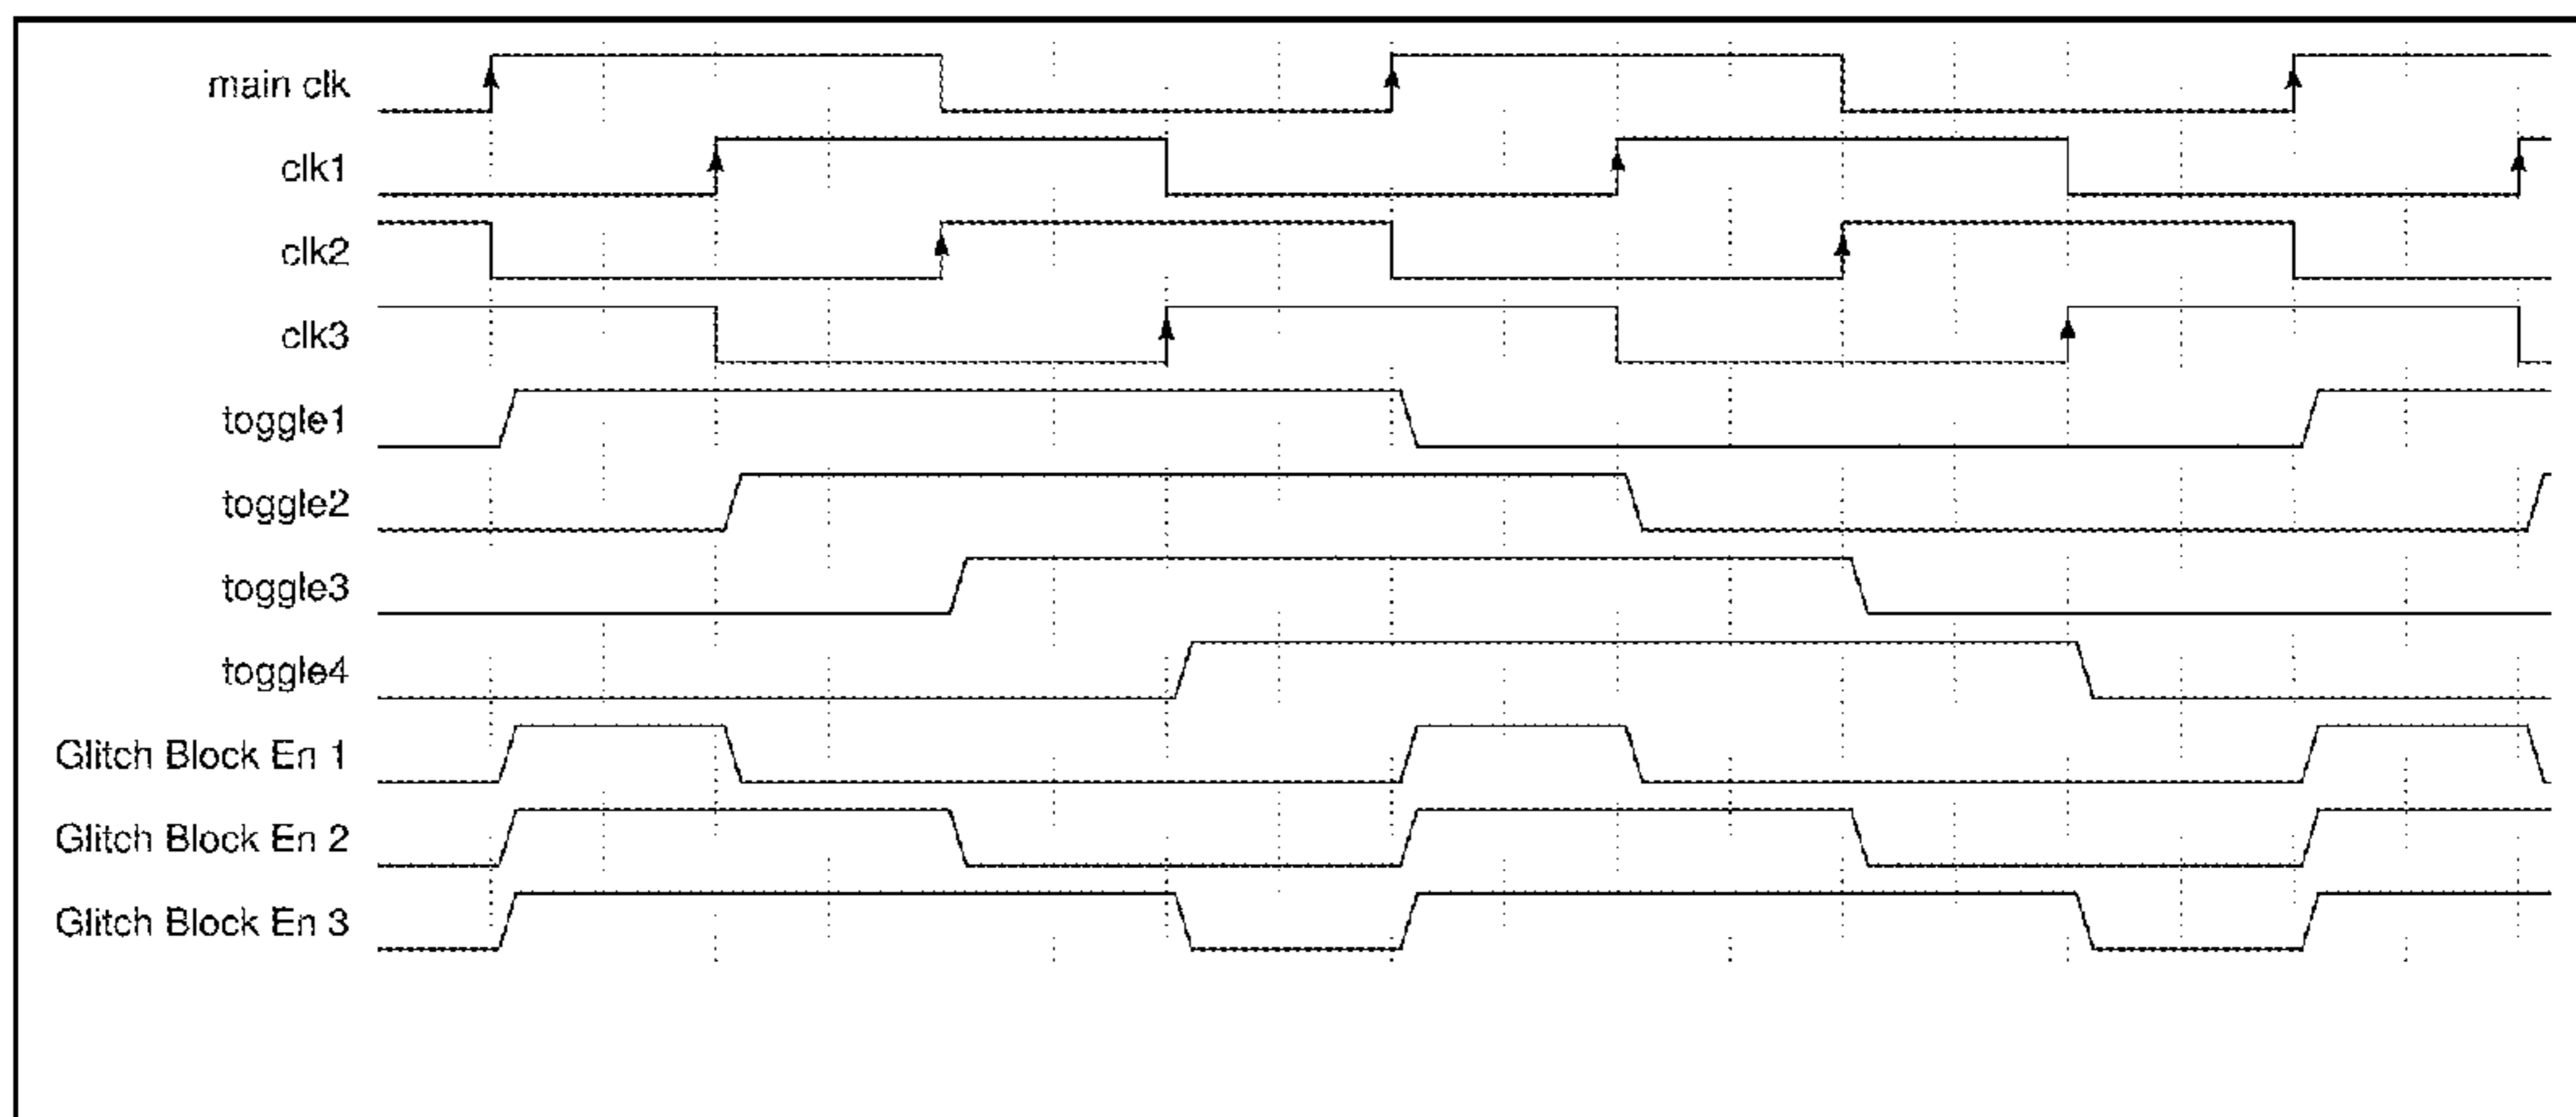 main clk
clk1
clk2
clk3
toggle1
toggle2
toggle3
toggle4
Glitch Block En 1
Glitch Block En 2
Glitch Block En 3